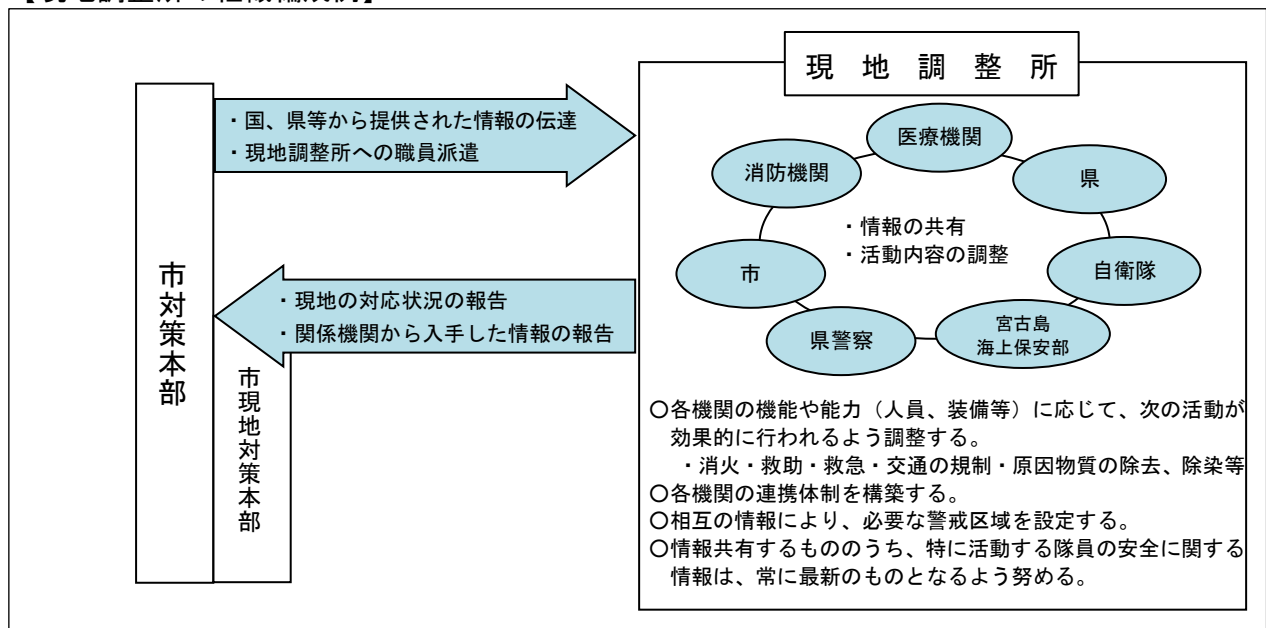 現地調整所
・国、県等から提供された情報の伝達
・現地調整所への職員派遣
市対策本部
・現地の対応状況の報告
・関係機関から入手した情報の報告
市現地対策本部
医療機関
消防機関
県
・情報の共有
・活動内容の調整
市
自衛隊
県警察
宮古島
海上保安部
〇各機関の機能や能力（人員、装備等）に応じて、次の活動が
効果的に行われるよう調整する。
・消火・救助・救急・交通の規制・原因物質の除去、除染等
〇各機関の連携体制を構築する。
〇相互の情報により、必要な警戒区域を設定する。
〇情報共有するもののうち、特に活動する隊員の安全に関する
情報は、常に最新のものとなるよう努める。